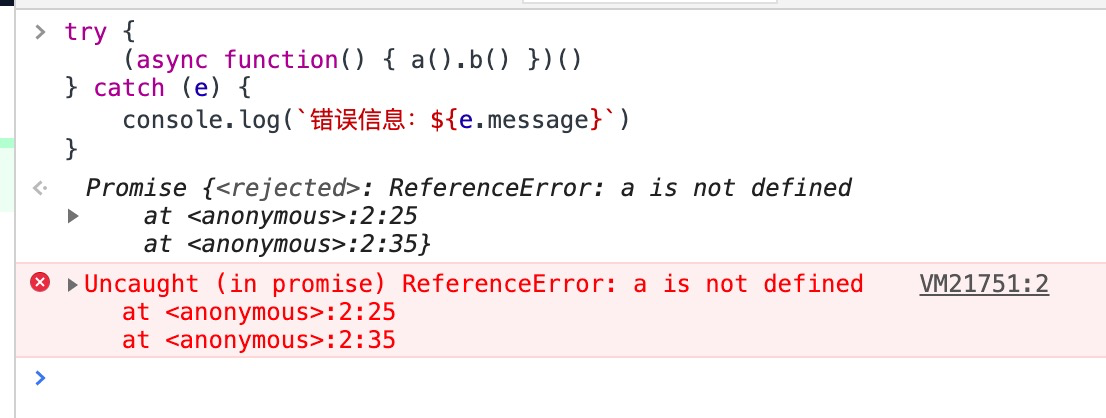 > try {
    (async function() { a().b() })()
} catch (e) {
    console.log(`错误信息：${e.message}`)
}
Promise {<rejected>: ReferenceError: a is not defined
    at <anonymous>:2:25
    at <anonymous>:2:35}
Uncaught (in promise) ReferenceError: a is not defined VM21751:2
    at <anonymous>:2:25
    at <anonymous>:2:35
>